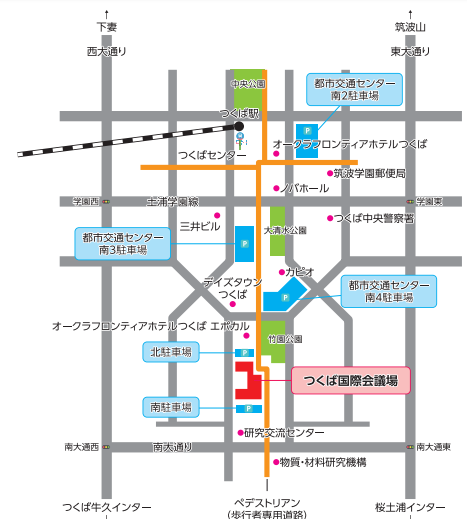 下妻
筑波山
西大通り
東大通り
中央公園
都市交通センター
南2駐車場
P
つくば駅
オークラフロンティアホテルつくば
つくばセンター
筑波学園郵便局
ノバホール
学園西
土浦学園線
学園東
つくば中央警察署
三井ビル
大清水公園
都市交通センター
南3駐車場
P
カピオ
デイズタウン
つくば
都市交通センター
南4駐車場
P
オークラフロンティアホテルつくば エポカル
竹園公園
北駐車場
P
つくば国際会議場
南駐車場
P
研究交流センター
南大通西
南大通り
南大通東
物質・材料研究機構
つくば牛久インター
ペデストリアン
(歩行者専用道路)
桜土浦インター